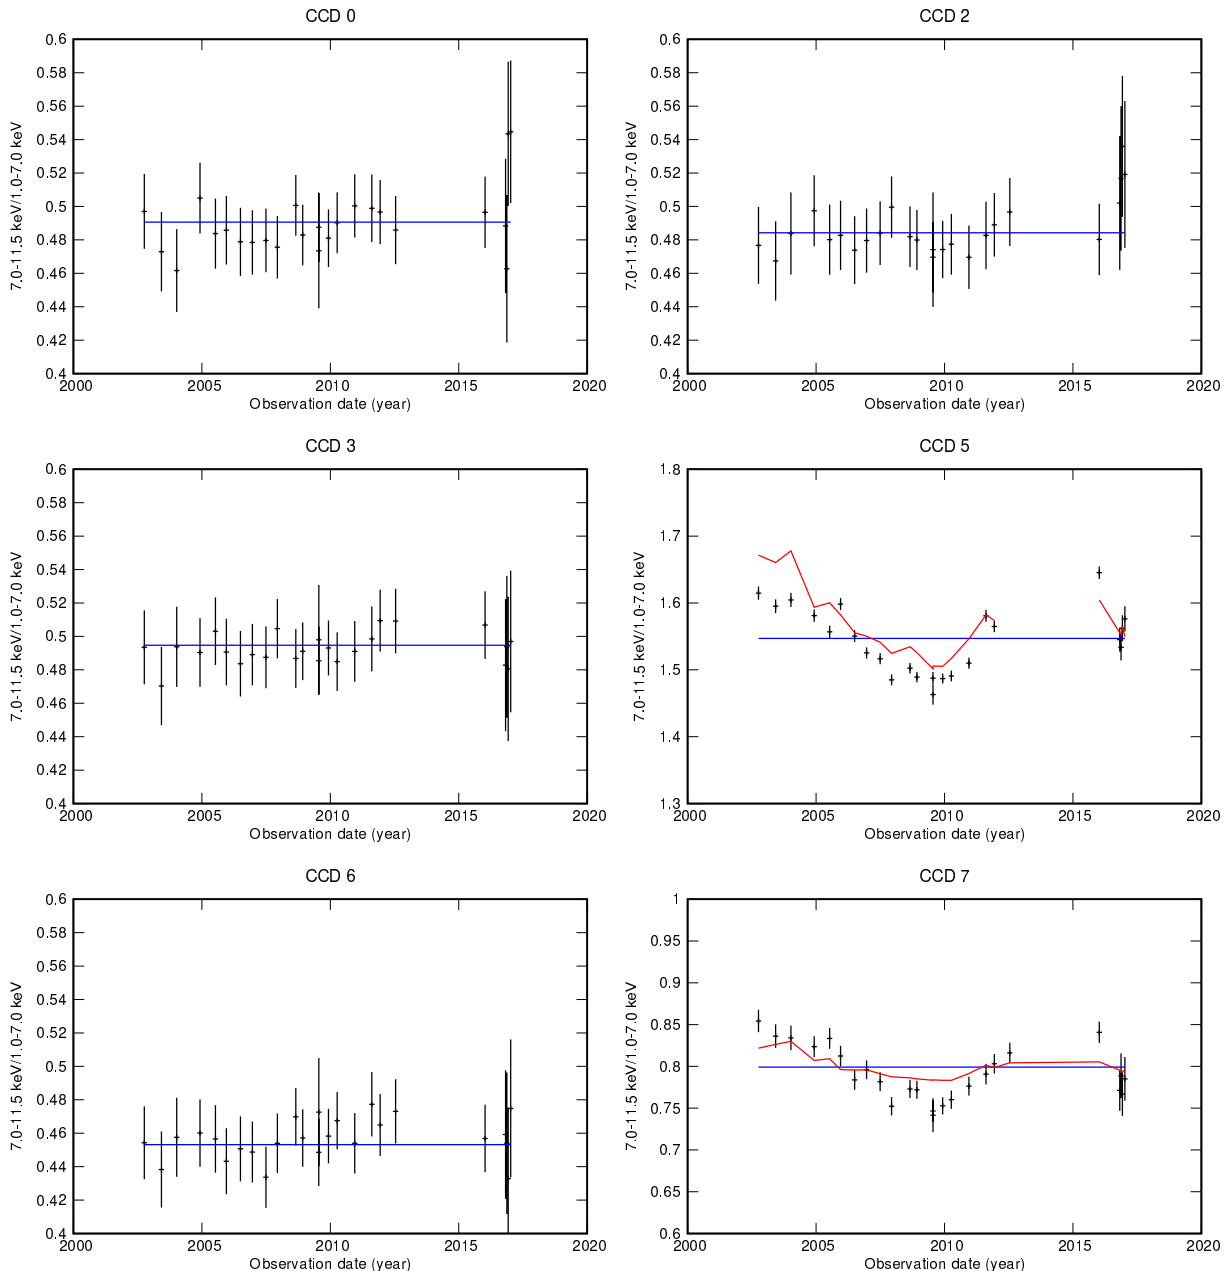 CCD 0
0.6
0.58
0.56
0.54
0.52
0.5
0.48
0.46
0.44
0.42
0.4
7.0-11.5 keV/1.0-7.0 keV
2000 2005 2010 2015 2020
Observation date (year)
CCD 2
0.6
0.58
0.56
0.54
0.52
0.5
0.48
0.46
0.44
0.42
0.4
7.0-11.5 keV/1.0-7.0 keV
2000 2005 2010 2015 2020
Observation date (year)
CCD 3
0.6
0.58
0.56
0.54
0.52
0.5
0.48
0.46
0.44
0.42
0.4
7.0-11.5 keV/1.0-7.0 keV
2000 2005 2010 2015 2020
Observation date (year)
CCD 5
1.8
1.7
1.6
1.5
1.4
1.3
7.0-11.5 keV/1.0-7.0 keV
2000 2005 2010 2015 2020
Observation date (year)
CCD 6
0.6
0.58
0.56
0.54
0.52
0.5
0.48
0.46
0.44
0.42
0.4
7.0-11.5 keV/1.0-7.0 keV
2000 2005 2010 2015 2020
Observation date (year)
CCD 7
1
0.95
0.9
0.85
0.8
0.75
0.7
0.65
0.6
7.0-11.5 keV/1.0-7.0 keV
2000 2005 2010 2015 2020
Observation date (year)